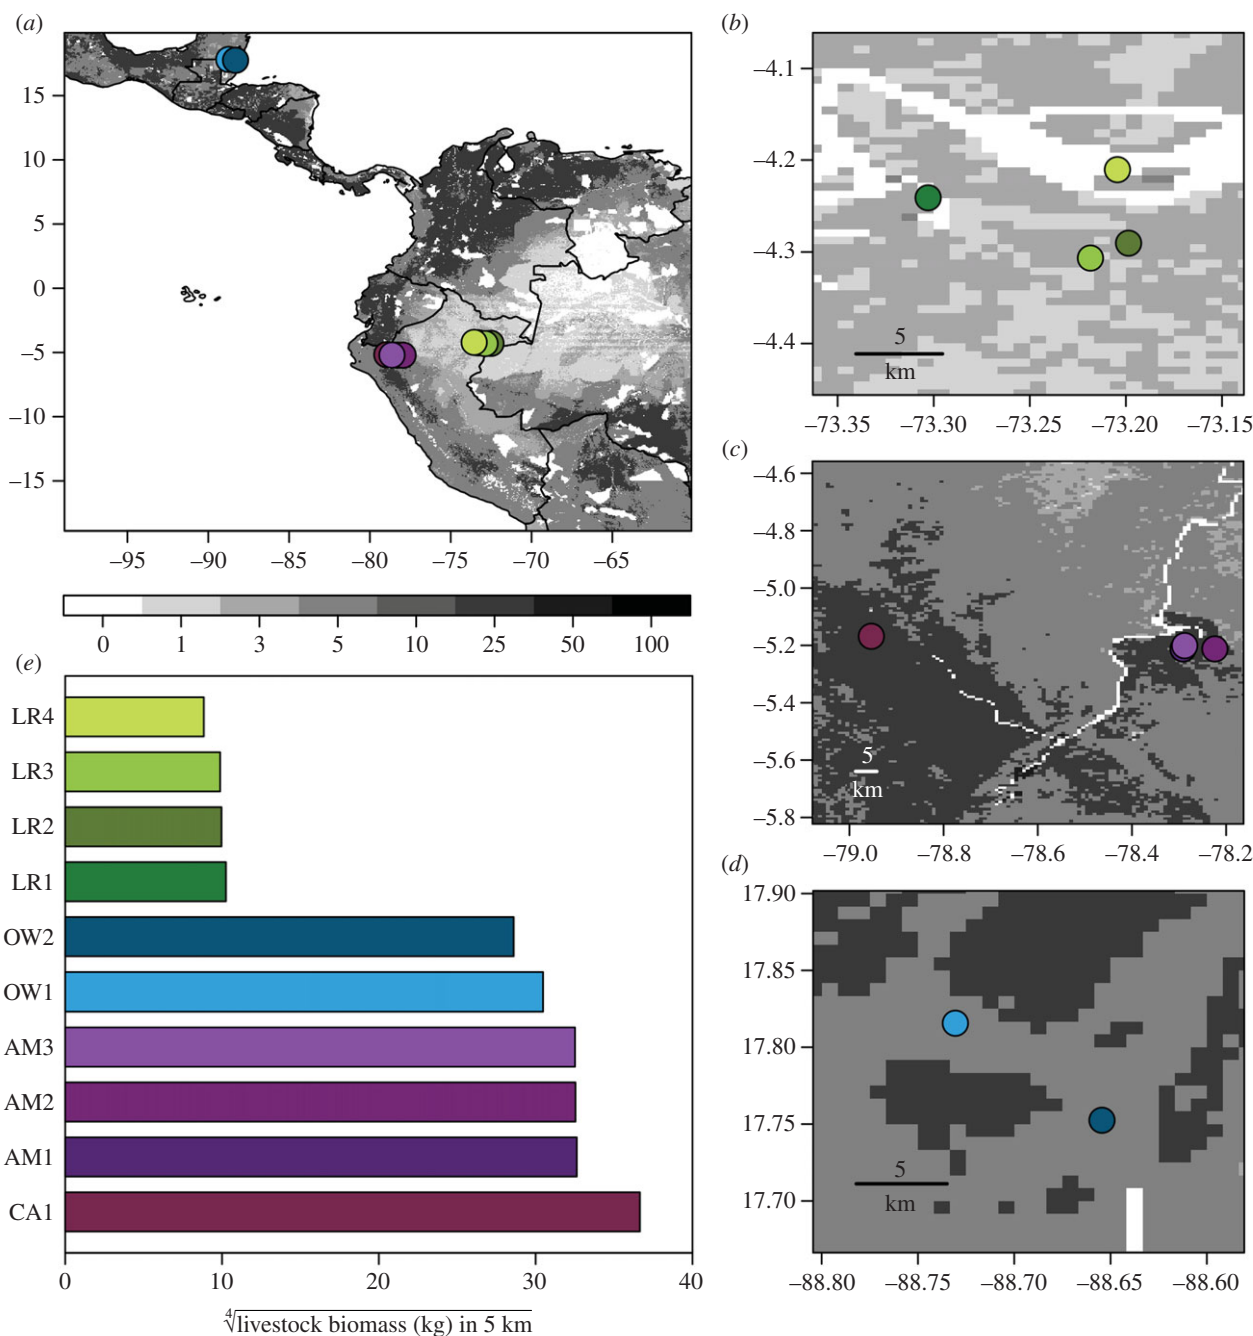 (a)
15
10
5
0
−5
−10
−15
−95 −90 −85 −80 −75 −70 −65
0 1 3 5 10 25 50 100
(b)
−4.1
−4.2
−4.3
−4.4
5
km
−73.35 −73.30 −73.25 −73.20 −73.15
(c)
−4.6
−4.8
−5.0
−5.2
−5.4
−5.6
−5.8
5
km
−79.0 −78.8 −78.6 −78.4 −78.2
(d)
17.90
17.85
17.80
17.75
17.70
5
km
−88.80 −88.75 −88.70 −88.65 −88.60
(e)
LR4
LR3
LR2
LR1
OW2
OW1
AM3
AM2
AM1
CA1
0 10 20 30 40
∜livestock biomass (kg) in 5 km